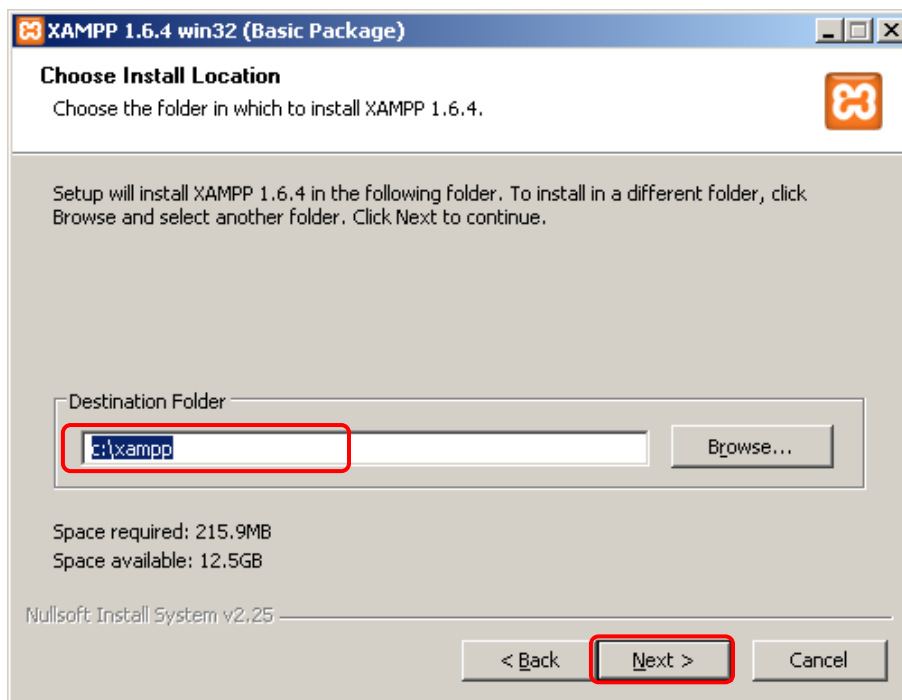 XAMPP 1.6.4 win32 (Basic Package)
Choose Install Location
Choose the folder in which to install XAMPP 1.6.4.
Setup will install XAMPP 1.6.4 in the following folder. To install in a different folder, click
Browse and select another folder. Click Next to continue.
Destination Folder
c:\xampp
Browse...
Space required: 215.9MB
Space available: 12.5GB
Nullsoft Install System v2.25
< Back
Next >
Cancel